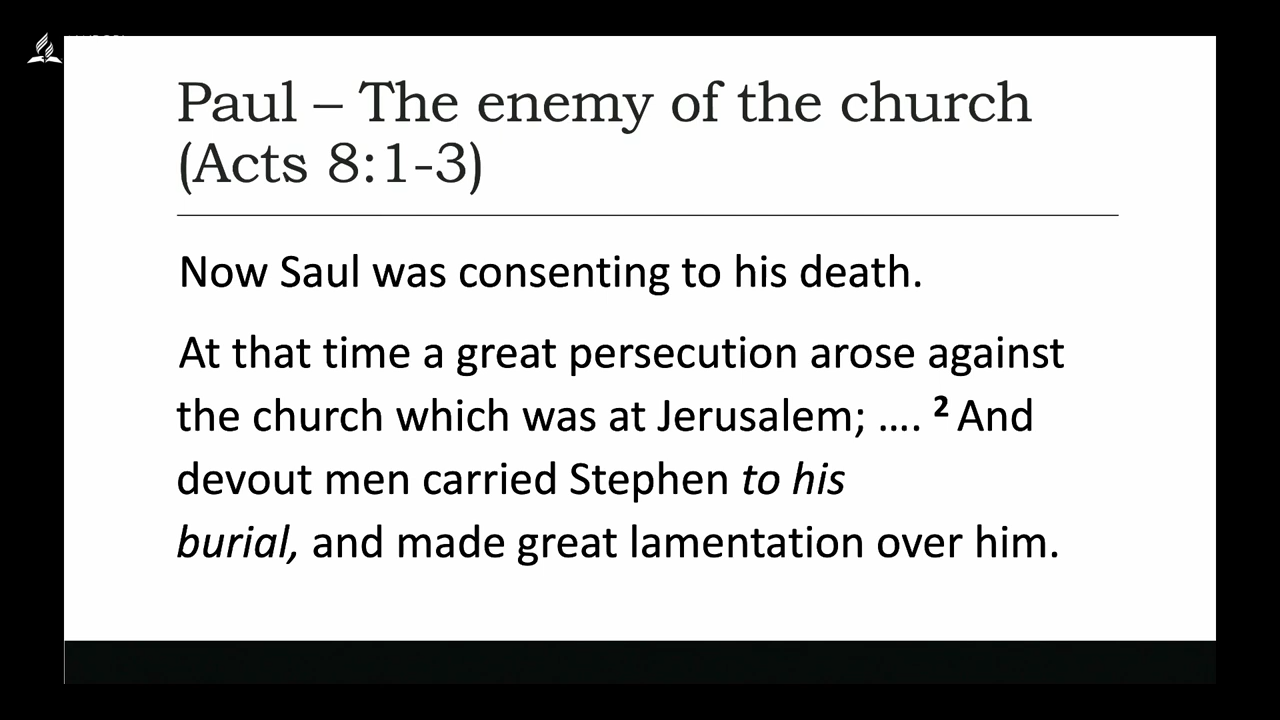 Paul – The enemy of the church
(Acts 8:1-3)
Now Saul was consenting to his death.
At that time a great persecution arose against
the church which was at Jerusalem; .... 2 And
devout men carried Stephen to his
burial, and made great lamentation over him.